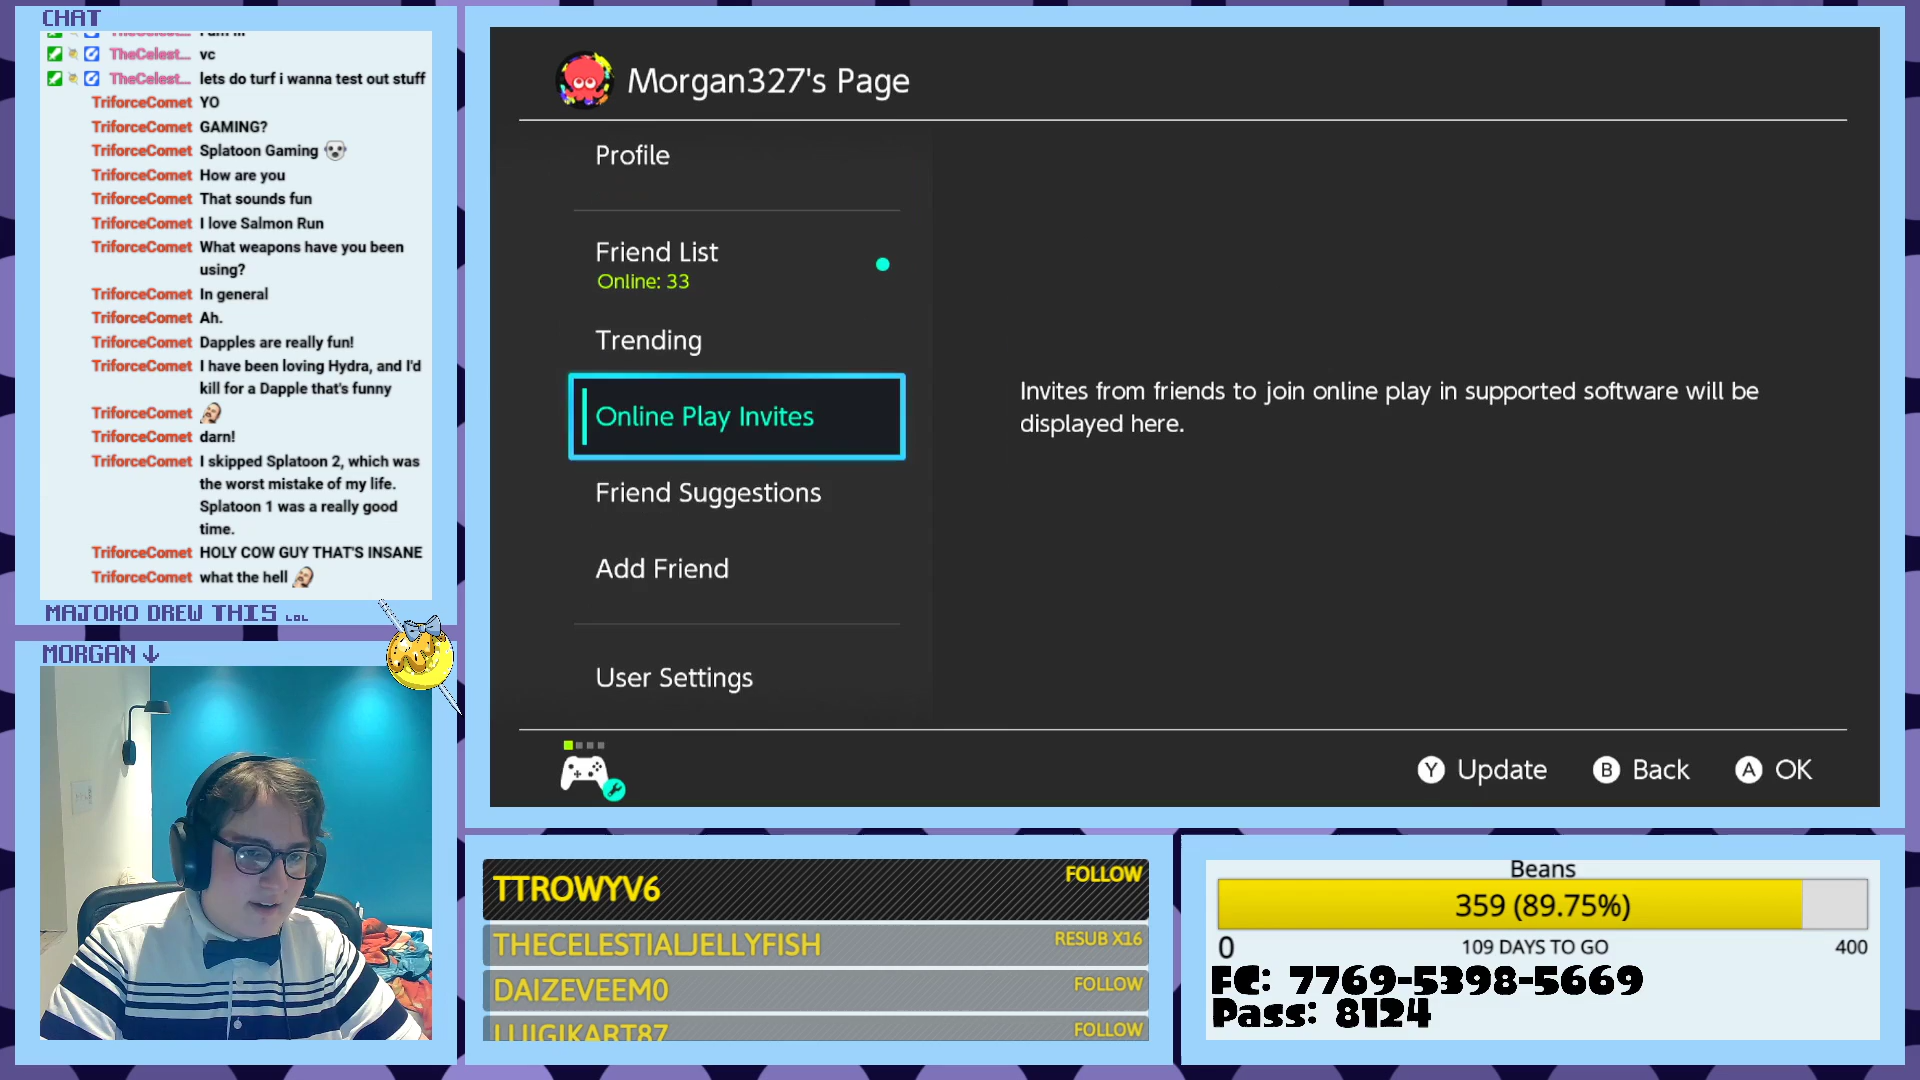 CHAT
TheCelest... vc
TheCelest... lets do turf i wanna test out stuff
TriforceComet YO
TriforceComet GAMING?
TriforceComet Splatoon Gaming
TriforceComet How are you
TriforceComet That sounds fun
TriforceComet I love Salmon Run
TriforceComet What weapons have you been
using?
TriforceComet In general
TriforceComet Ah.
TriforceComet Dapples are really fun!
TriforceComet I have been loving Hydra, and I'd
kill for a Dapple that's funny
TriforceComet
TriforceComet darn!
TriforceComet I skipped Splatoon 2, which was
the worst mistake of my life.
Splatoon 1 was a really good
time.
TriforceComet HOLY COW GUY THAT'S INSANE
TriforceComet what the hell
MAJOKO DREW THIS LOL
MORGAN ↓
Morgan327's Page
Profile
Friend List
Online: 33
Trending
Online Play Invites
Friend Suggestions
Add Friend
User Settings
Invites from friends to join online play in supported software will be
displayed here.
Y Update B Back A OK
TTROWYV6 FOLLOW
THECELESTIALJELLYFISH RESUB X16
DAIZEVEEM0 FOLLOW
LUIGIKART87 FOLLOW
Beans
359 (89.75%)
0 109 DAYS TO GO 400
FC: 7769-5398-5669
Pass: 8124